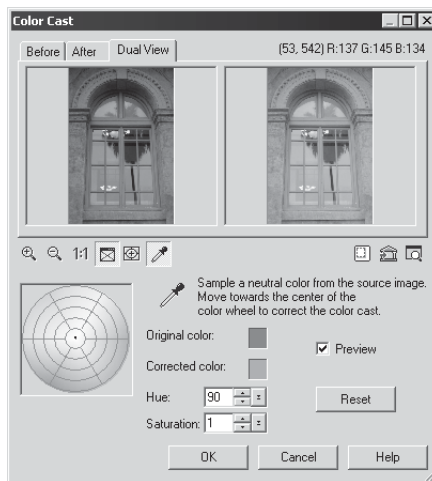 Color Cast
Before After Dual View (53, 542) R:137 G:145 B:134
1:1
Sample a neutral color from the source image.
Move towards the center of the
color wheel to correct the color cast.
Original color:
Preview
Corrected color:
Hue: 90
Reset
Saturation: 1
OK Cancel Help